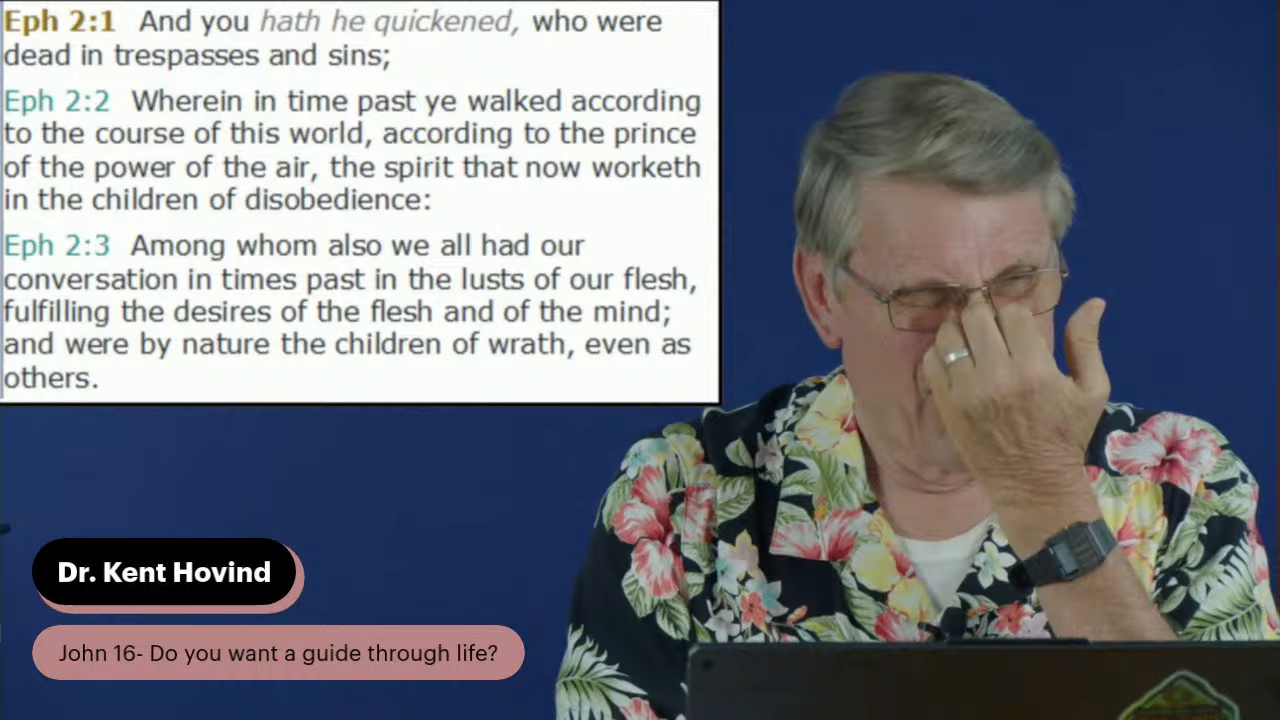 Eph 2:1 And you hath he quickened, who were
dead in trespasses and sins;
Eph 2:2 Wherein in time past ye walked according
to the course of this world, according to the prince
of the power of the air, the spirit that now worketh
in the children of disobedience:
Eph 2:3 Among whom also we all had our
conversation in times past in the lusts of our flesh,
fulfilling the desires of the flesh and of the mind;
and were by nature the children of wrath, even as
others.
Dr. Kent Hovind
John 16- Do you want a guide through life?